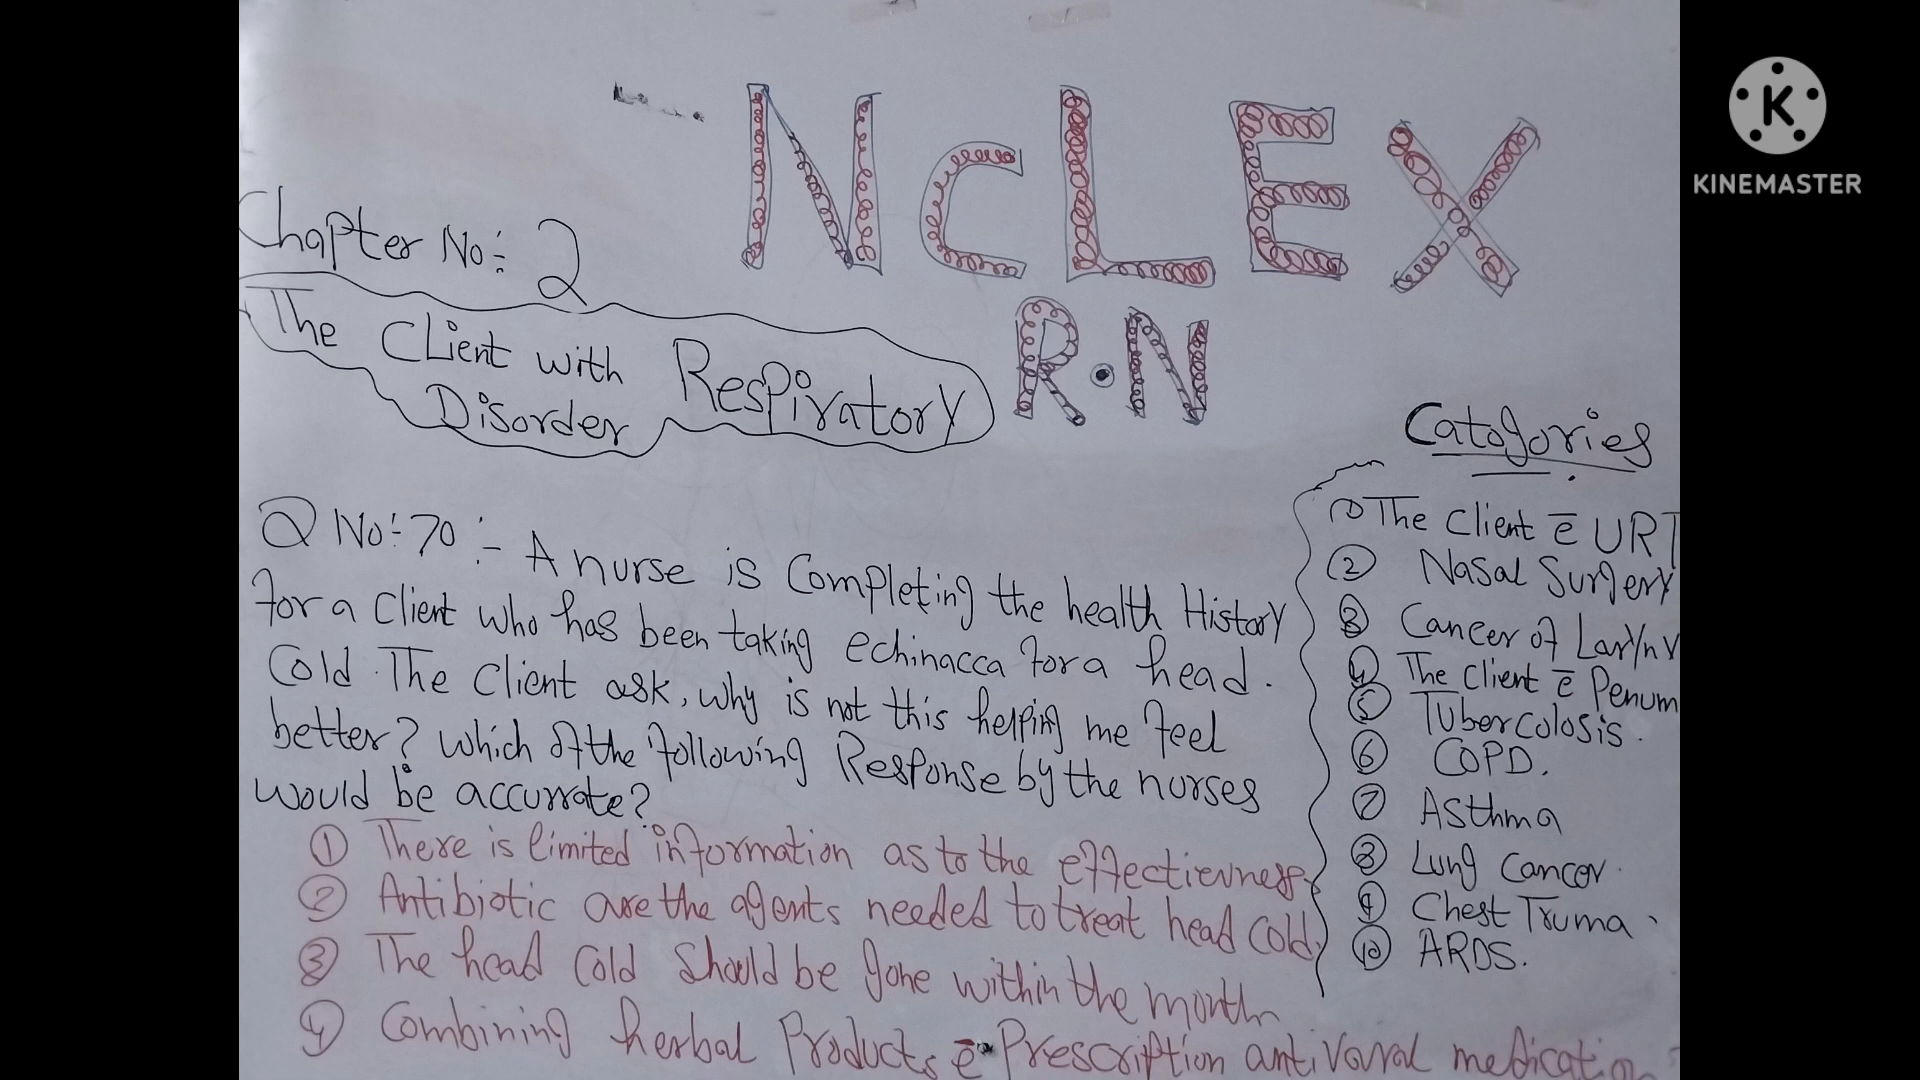 NCLEX
R.N
Chapter No:- 2
The Client with Respiratory
Disorder
Q No:-70:- A nurse is Completing the health History
for a Client who has been taking echinacca for a head.
Cold. The Client ask, why is not this helping me feel
better? Which of the following Response by the nurses
would be accurrate?
① There is limited information as to the
② Antibiotic are the agents needed to treat head Cold.
③ The head Cold Should be gone within the month
④ Combining herbal Products c̄ Prescription medication
Catogories
① The Client c̄ URT
② Nasal Surgery
③ Cancer of Laryn
④ The Client c̄ Penum
⑤ Tubercolosis.
⑥ COPD.
⑦ Asthma
⑧ Lung Cancer.
⑨ Chest Truma
⑩ ARDS.
KINEMASTER